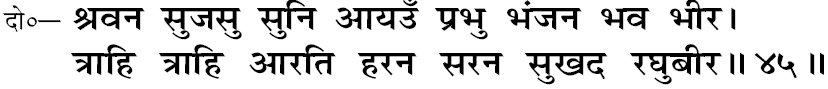 दो०— श्रवन सुजसु सुनि आयउँ प्रभु भंजन भव भीर।
त्राहि त्राहि आरति हरन सरन सुखद रघुबीर॥ ४५ ॥